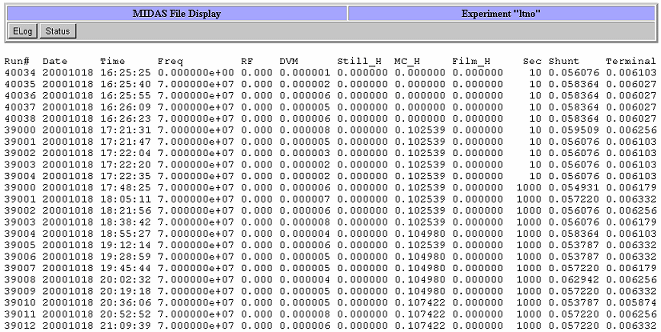 MIDAS File Display Experiment "ltno"
ELog Status
Run# Date Time Freq RF DVM Still_H MC_H Film_H Sec Shunt Terminal
40034 20001018 16:25:25 0.000000e+00 0.000 0.000001 0.000000 0.000000 0.000000 10 0.056076 0.006103
40035 20001018 16:25:40 7.000000e+07 0.000 0.000002 0.000000 0.000000 0.000000 10 0.058364 0.006027
40036 20001018 16:25:55 7.000000e+07 0.000 0.000006 0.000000 0.000000 0.000000 10 0.058364 0.006027
40037 20001018 16:26:09 7.000000e+07 0.000 0.000005 0.000000 0.000000 0.000000 10 0.058364 0.006027
40038 20001018 16:26:23 7.000000e+07 0.000 0.000006 0.000000 0.000000 0.000000 10 0.058364 0.006027
39000 20001018 17:21:31 7.000000e+07 0.000 0.000008 0.000000 0.102539 0.000000 10 0.059509 0.006256
39001 20001018 17:21:47 7.000000e+07 0.000 0.000005 0.000000 0.102539 0.000000 10 0.056076 0.006103
39002 20001018 17:22:04 7.000000e+07 0.000 0.000003 0.000000 0.102539 0.000000 10 0.056076 0.006103
39003 20001018 17:22:20 7.000000e+07 0.000 0.000002 0.000000 0.102539 0.000000 10 0.056076 0.006103
39004 20001018 17:22:35 7.000000e+07 0.000 0.000002 0.000000 0.102539 0.000000 10 0.056076 0.006103
39000 20001018 17:48:25 7.000000e+07 0.000 0.000006 0.000000 0.102539 0.000000 1000 0.054931 0.006179
39001 20001018 18:05:11 7.000000e+07 0.000 0.000007 0.000000 0.102539 0.000000 1000 0.057220 0.006332
39002 20001018 18:21:56 7.000000e+07 0.000 0.000008 0.000000 0.102539 0.000000 1000 0.056076 0.006256
39003 20001018 18:38:42 7.000000e+07 0.000 0.000008 0.000000 0.102539 0.000000 1000 0.056076 0.006179
39004 20001018 18:55:27 7.000000e+07 0.000 0.000004 0.000000 0.104980 0.000000 1000 0.058364 0.006103
39005 20001018 19:12:14 7.000000e+07 0.000 0.000006 0.000000 0.102539 0.000000 1000 0.053787 0.006332
39006 20001018 19:28:59 7.000000e+07 0.000 0.000005 0.000000 0.104980 0.000000 1000 0.053787 0.006332
39007 20001018 19:45:44 7.000000e+07 0.000 0.000005 0.000000 0.104980 0.000000 1000 0.057220 0.006179
39008 20001018 20:02:32 7.000000e+07 0.000 0.000004 0.000000 0.104980 0.000000 1000 0.062942 0.006256
39009 20001018 20:19:18 7.000000e+07 0.000 0.000005 0.000000 0.104980 0.000000 1000 0.057220 0.006332
39010 20001018 20:36:06 7.000000e+07 0.000 0.000005 0.000000 0.107422 0.000000 1000 0.053787 0.005874
39011 20001018 20:52:52 7.000000e+07 0.000 0.000008 0.000000 0.107422 0.000000 1000 0.057220 0.006256
39012 20001018 21:09:39 7.000000e+07 0.000 0.000006 0.000000 0.107422 0.000000 1000 0.057220 0.006332